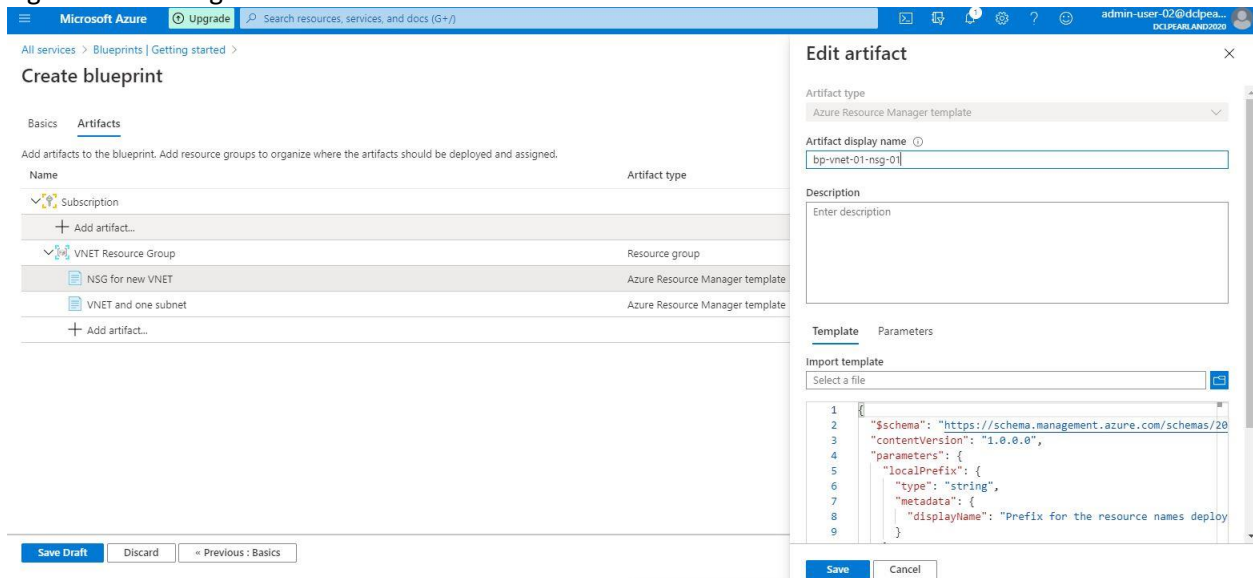 Microsoft Azure
Upgrade
Search resources, services, and docs (G+/)
1
admin-user-02@dclpea...
DCLPEARLAND2020
All services > Blueprints | Getting started >
Create blueprint
Basics Artifacts
Add artifacts to the blueprint. Add resource groups to organize where the artifacts should be deployed and assigned.
Name Artifact type
Subscription
+ Add artifact...
VNET Resource Group Resource group
NSG for new VNET Azure Resource Manager template
VNET and one subnet Azure Resource Manager template
+ Add artifact...
Save Draft Discard « Previous : Basics
Edit artifact
Artifact type
Azure Resource Manager template
Artifact display name
bp-vnet-01-nsg-01
Description
Enter description
Template Parameters
Import template
Select a file
1 {
2 "$schema": "https://schema.management.azure.com/schemas/20
3 "contentVersion": "1.0.0.0",
4 "parameters": {
5 "localPrefix": {
6 "type": "string",
7 "metadata": {
8 "displayName": "Prefix for the resource names deploy
9 }
Save Cancel